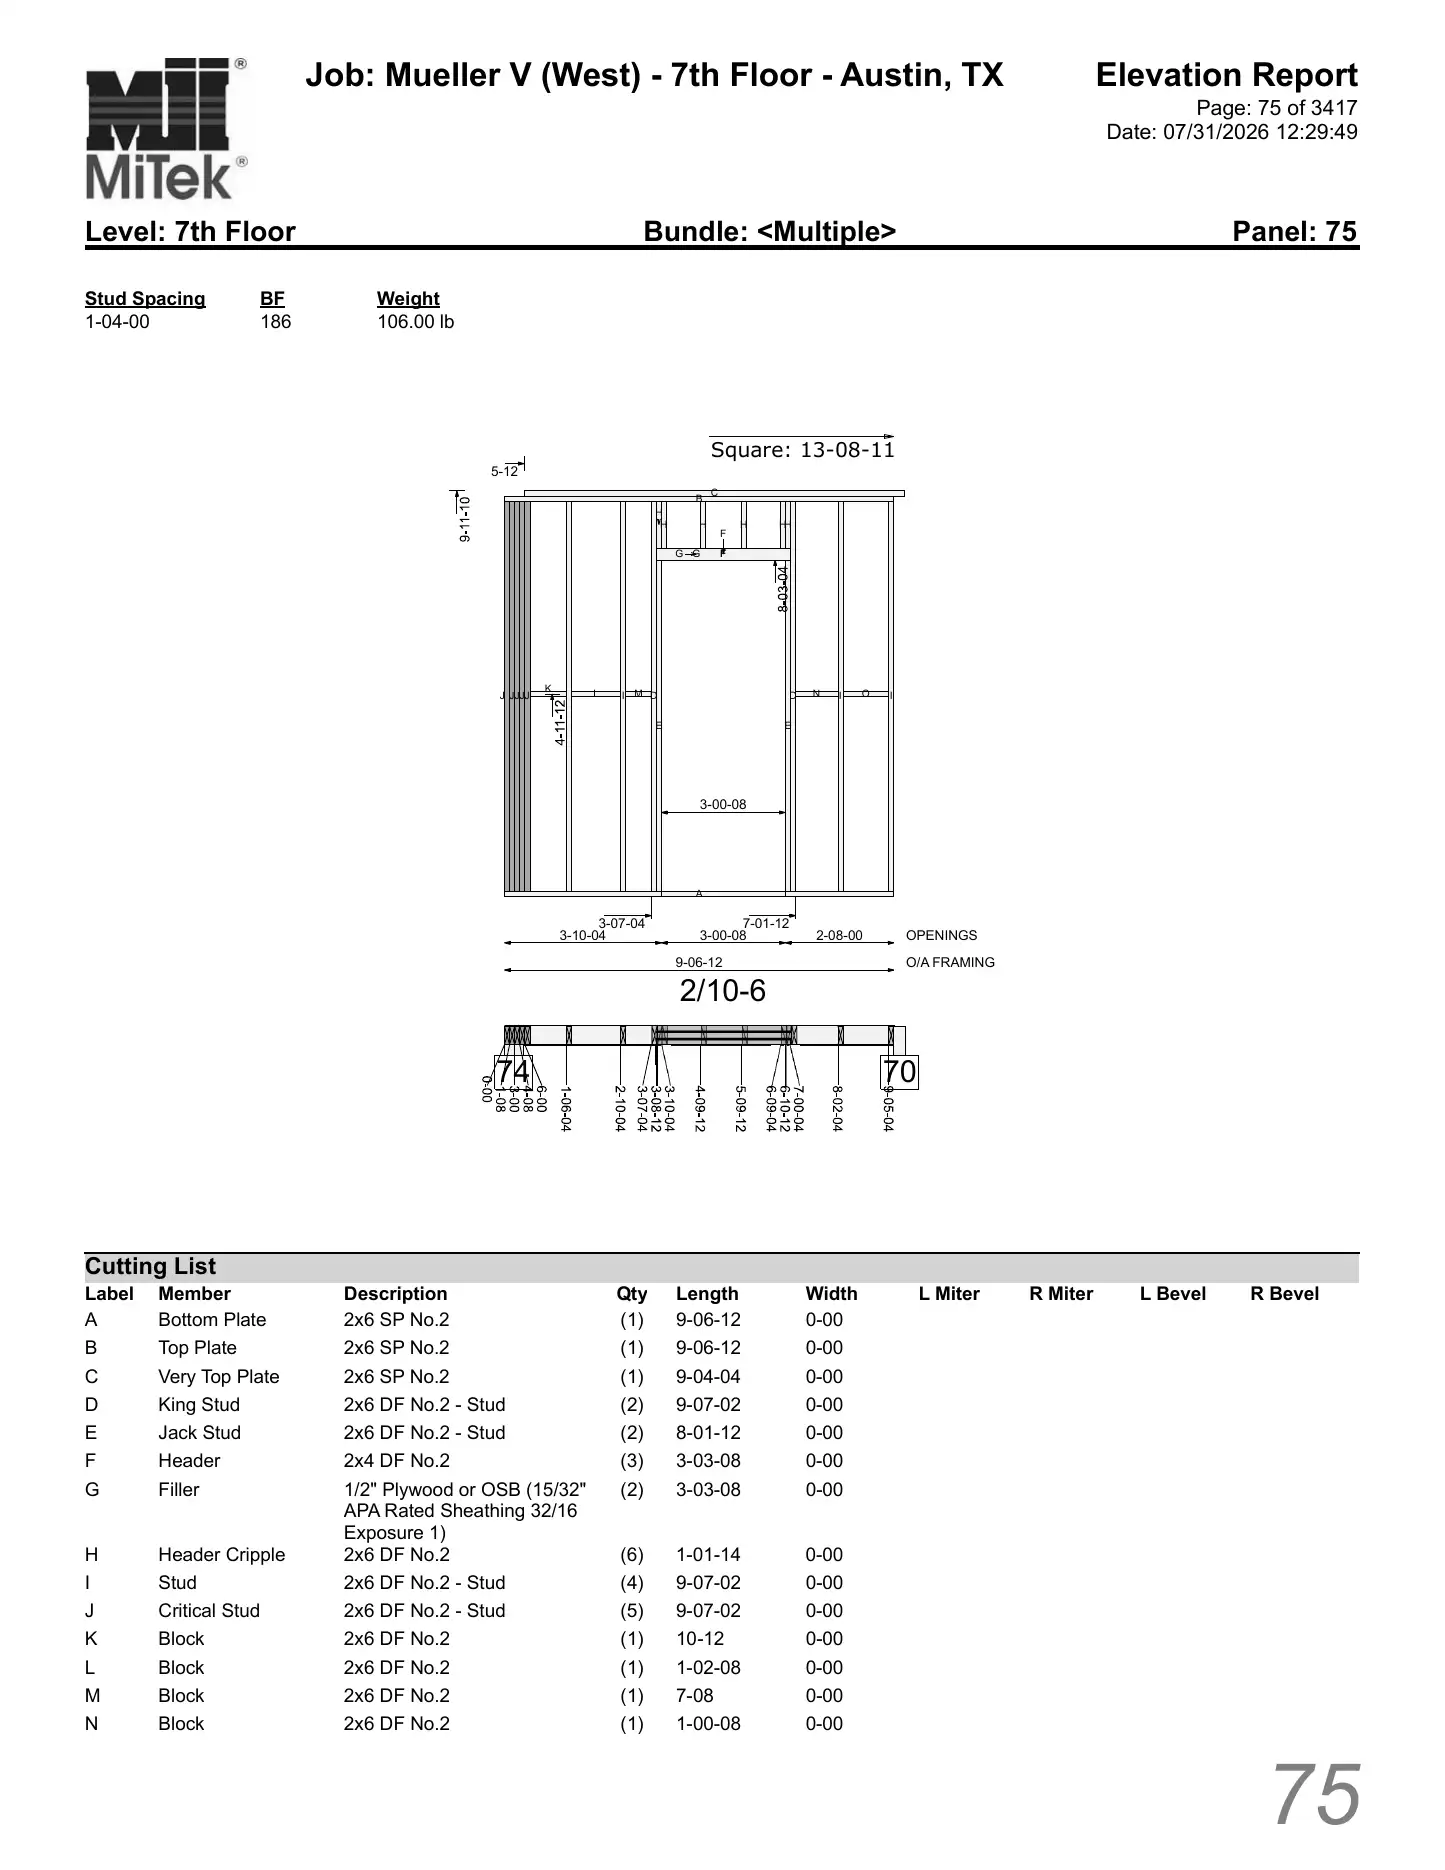 Job: Mueller V (West) - 7th Floor - Austin, TX
Elevation Report
Page: 75 of 3417
Date: 07/31/2026 12:29:49
MiTek®
Level: 7th Floor Bundle: <Multiple> Panel: 75
Stud Spacing BF Weight
1-04-00 186 106.00 lb
Square: 13-08-11
5-12
9-11-10
C
B
H H H H
F
G G F
8-03-04
K
J J J J J L I M D D N I O I
4-11-12
E E
3-00-08
A
3-07-04 7-01-12
3-10-04 3-00-08 2-08-00 OPENINGS
9-06-12 O/A FRAMING
2/10-6
74 70
0-00 1-08 3-00 4-08 6-00 1-06-04 2-10-04 3-07-04 3-08-12 3-10-04 4-09-12 5-09-12 6-09-04 6-10-12 7-00-04 8-02-04 9-05-04
Cutting List
Label Member Description Qty Length Width L Miter R Miter L Bevel R Bevel
A Bottom Plate 2x6 SP No.2 (1) 9-06-12 0-00
B Top Plate 2x6 SP No.2 (1) 9-06-12 0-00
C Very Top Plate 2x6 SP No.2 (1) 9-04-04 0-00
D King Stud 2x6 DF No.2 - Stud (2) 9-07-02 0-00
E Jack Stud 2x6 DF No.2 - Stud (2) 8-01-12 0-00
F Header 2x4 DF No.2 (3) 3-03-08 0-00
G Filler 1/2" Plywood or OSB (15/32" (2) 3-03-08 0-00
APA Rated Sheathing 32/16
Exposure 1)
H Header Cripple 2x6 DF No.2 (6) 1-01-14 0-00
I Stud 2x6 DF No.2 - Stud (4) 9-07-02 0-00
J Critical Stud 2x6 DF No.2 - Stud (5) 9-07-02 0-00
K Block 2x6 DF No.2 (1) 10-12 0-00
L Block 2x6 DF No.2 (1) 1-02-08 0-00
M Block 2x6 DF No.2 (1) 7-08 0-00
N Block 2x6 DF No.2 (1) 1-00-08 0-00
75